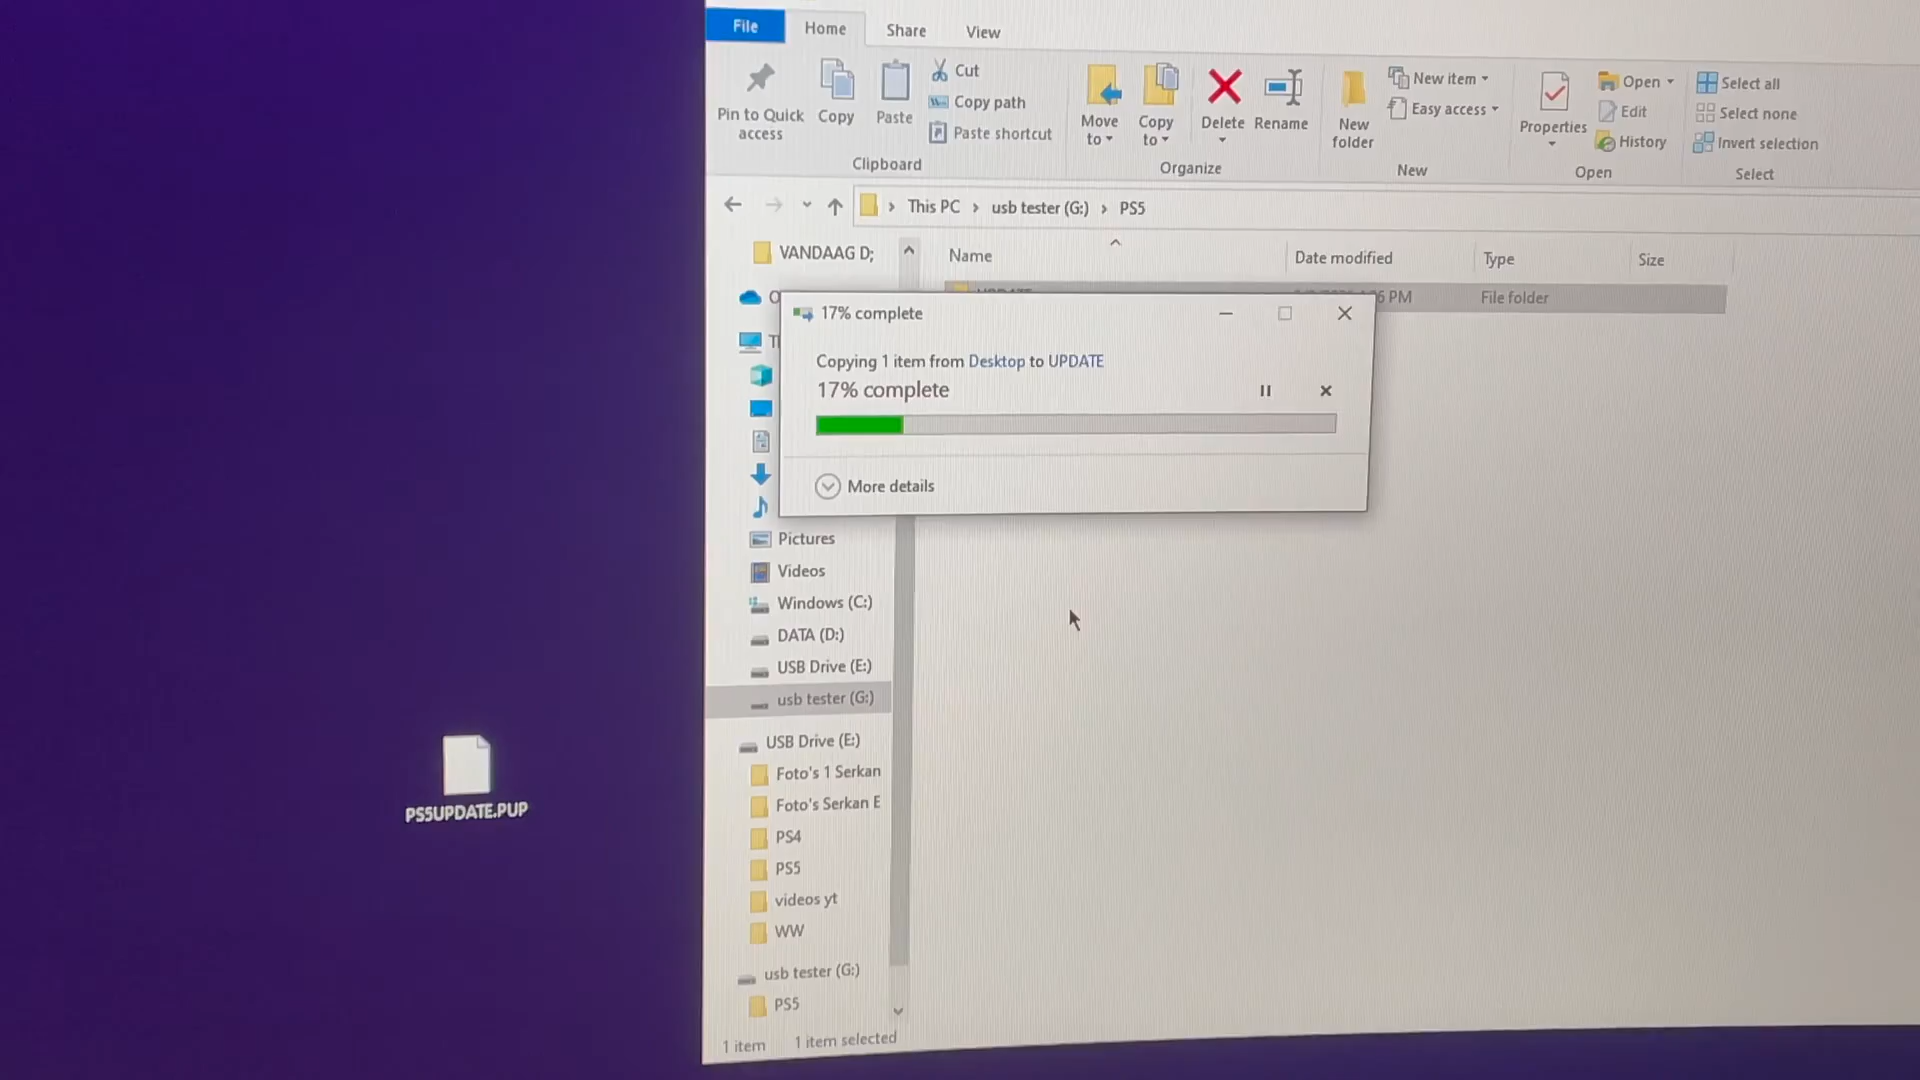 File Home Share View
Pin to Quick access
Copy
Paste
Cut
Copy path
Paste shortcut
Clipboard
Move to
Copy to
Delete
Rename
Organize
New folder
New item
Easy access
New
Properties
Open
Edit
History
Open
Select all
Select none
Invert selection
Select
This PC > usb tester (G:) > PS5
Name Date modified Type Size
File folder
17% complete
Copying 1 item from Desktop to UPDATE
17% complete
More details
VANDAAG D;
Pictures
Videos
Windows (C:)
DATA (D:)
USB Drive (E:)
usb tester (G:)
USB Drive (E:)
Foto's 1 Serkan
Foto's Serkan E
PS4
PS5
videos yt
WW
usb tester (G:)
PS5
1 item 1 item selected
PS5UPDATE.PUP